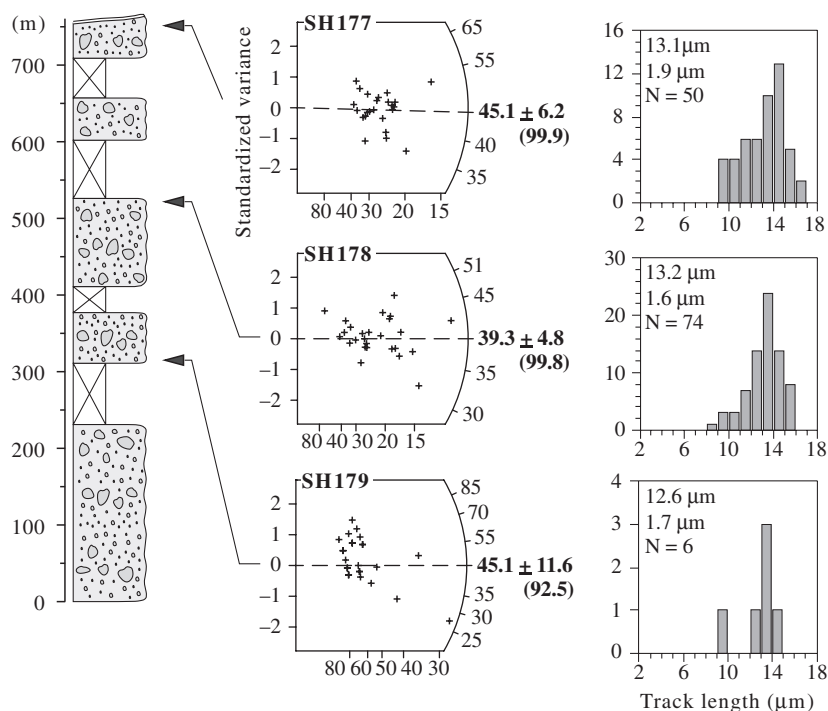 (m)
700
600
500
400
300
200
100
0
Standardized variance
SH177
2
1
0
−1
−2
65
55
45.1 ± 6.2
(99.9)
40
35
80 40 30 20 15
16
12
8
4
0
13.1μm
1.9 μm
N = 50
2 6 10 14 18
SH178
2
1
0
−1
−2
51
45
39.3 ± 4.8
(99.8)
35
30
80 40 30 20 15
30
20
10
0
13.2 μm
1.6 μm
N = 74
2 6 10 14 18
SH179
2
1
0
−1
−2
85
70
55
45.1 ± 11.6
(92.5)
35
30
25
80 60 50 40 30
4
3
2
1
0
12.6 μm
1.7 μm
N = 6
2 6 10 14 18
Track length (μm)